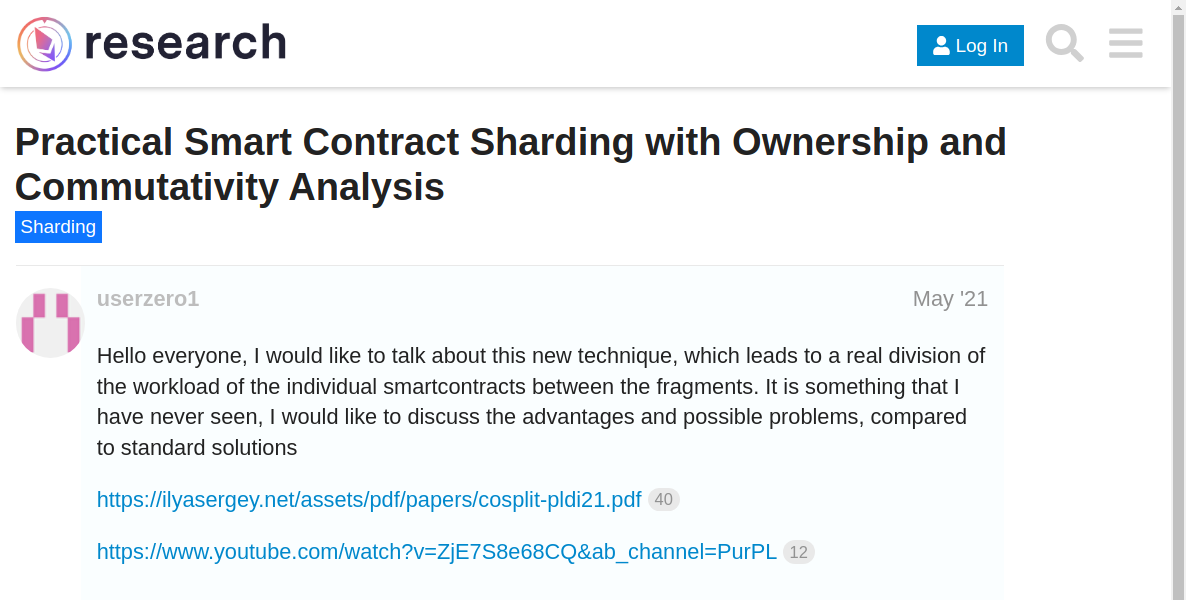 research
Log In
Practical Smart Contract Sharding with Ownership and
Commutativity Analysis
Sharding
userzero1
May '21
Hello everyone, I would like to talk about this new technique, which leads to a real division of
the workload of the individual smartcontracts between the fragments. It is something that I
have never seen, I would like to discuss the advantages and possible problems, compared
to standard solutions
https://ilyasergey.net/assets/pdf/papers/cosplit-pldi21.pdf 40
https://www.youtube.com/watch?v=ZjE7S8e68CQ&ab_channel=PurPL 12